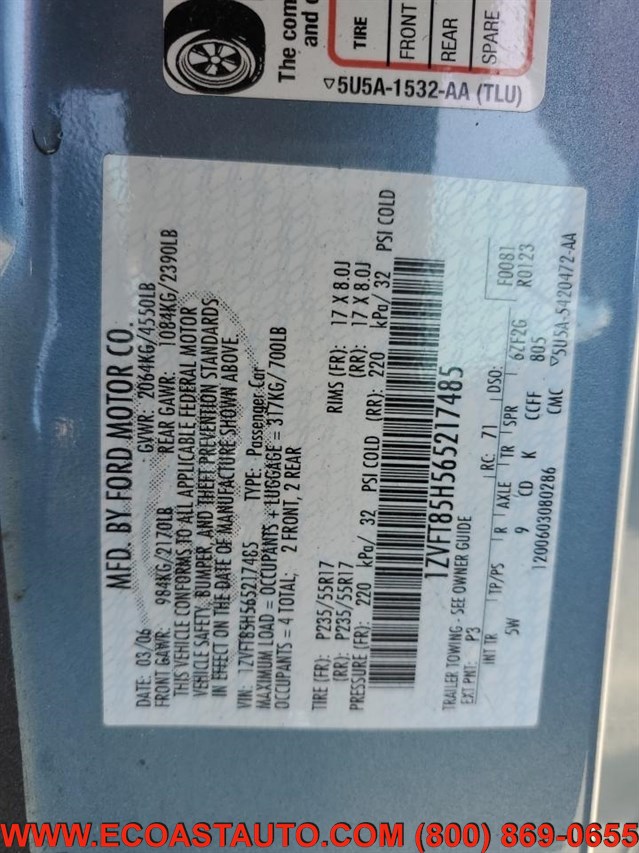 The com
and c
TIRE
FRONT
REAR
SPARE
▽5U5A-1532-AA (TLU)
MFD. BY FORD MOTOR CO.
DATE: 03/06 GVWR: 2064KG/4550LB
FRONT GAWR: 984KG/2170LB REAR GAWR: 1084KG/2390LB
THIS VEHICLE CONFORMS TO ALL APPLICABLE FEDERAL MOTOR
VEHICLE SAFETY, BUMPER, AND THEFT PREVENTION STANDARDS
IN EFFECT ON THE DATE OF MANUFACTURE SHOWN ABOVE.
VIN: 1ZVFT85H565217485 TYPE: Passenger Car
MAXIMUM LOAD = OCCUPANTS + LUGGAGE = 317KG/700LB
OCCUPANTS = 4 TOTAL; 2 FRONT, 2 REAR
TIRE (FR): P235/55R17 RIMS (FR): 17 X 8.0J
(RR): P235/55R17 (RR): 17 X 8.0J
PRESSURE (FR): 220 kPa/ 32 PSI COLD (RR): 220 kPa/ 32 PSI COLD
1ZVFT85H565217485
TRAILER TOWING - SEE OWNER GUIDE
EXT PNT: P3 RC: 71 DSO: F0081
R0123
INT TR TP/PS R AXLE TR SPR 6ZF2G
5W 9 CD K CCFF 805
1200603080286 CMC ▽5U5A-5420472-AA
WWW.ECOASTAUTO.COM (800) 869-0655